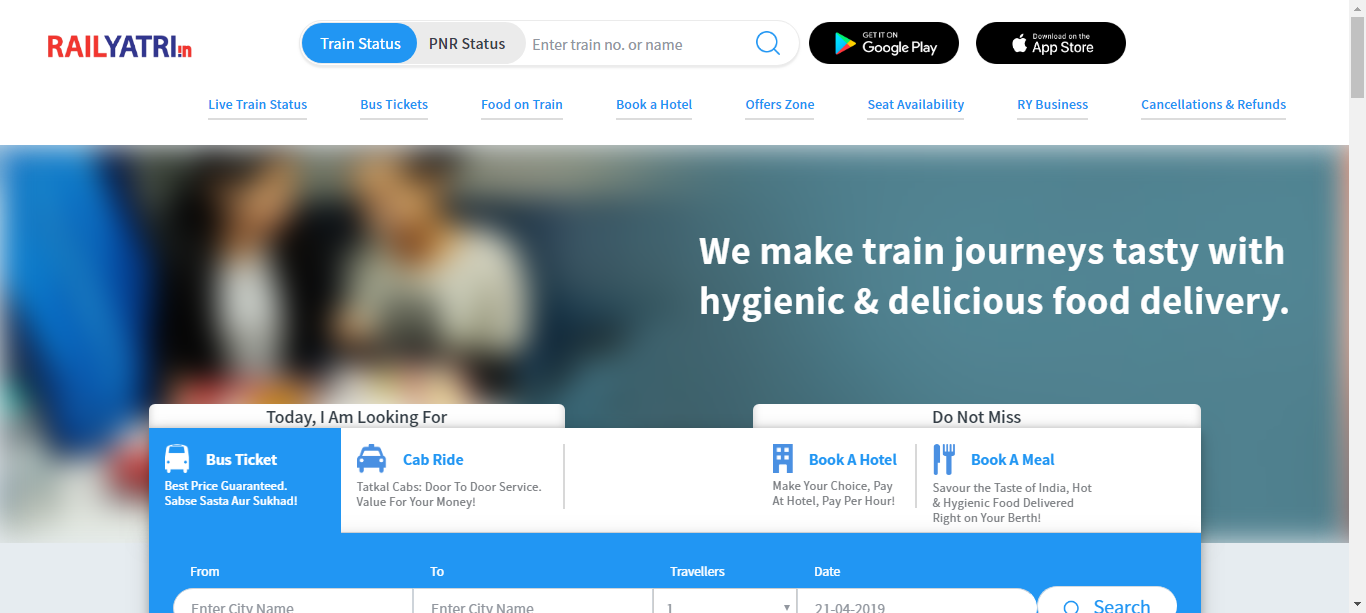 RAILYATRI.in
Train Status
PNR Status
Enter train no. or name
GET IT ON
Google Play
Download on the
App Store
Live Train Status
Bus Tickets
Food on Train
Book a Hotel
Offers Zone
Seat Availability
RY Business
Cancellations & Refunds
We make train journeys tasty with
hygienic & delicious food delivery.
Today, I Am Looking For
Bus Ticket
Best Price Guaranteed.
Sabse Sasta Aur Sukhad!
Cab Ride
Tatkal Cabs: Door To Door Service.
Value For Your Money!
Do Not Miss
Book A Hotel
Make Your Choice, Pay
At Hotel, Pay Per Hour!
Book A Meal
Savour the Taste of India, Hot
& Hygienic Food Delivered
Right on Your Berth!
From
To
Travellers
Date
Enter City Name
Enter City Name
1
21-04-2019
Search